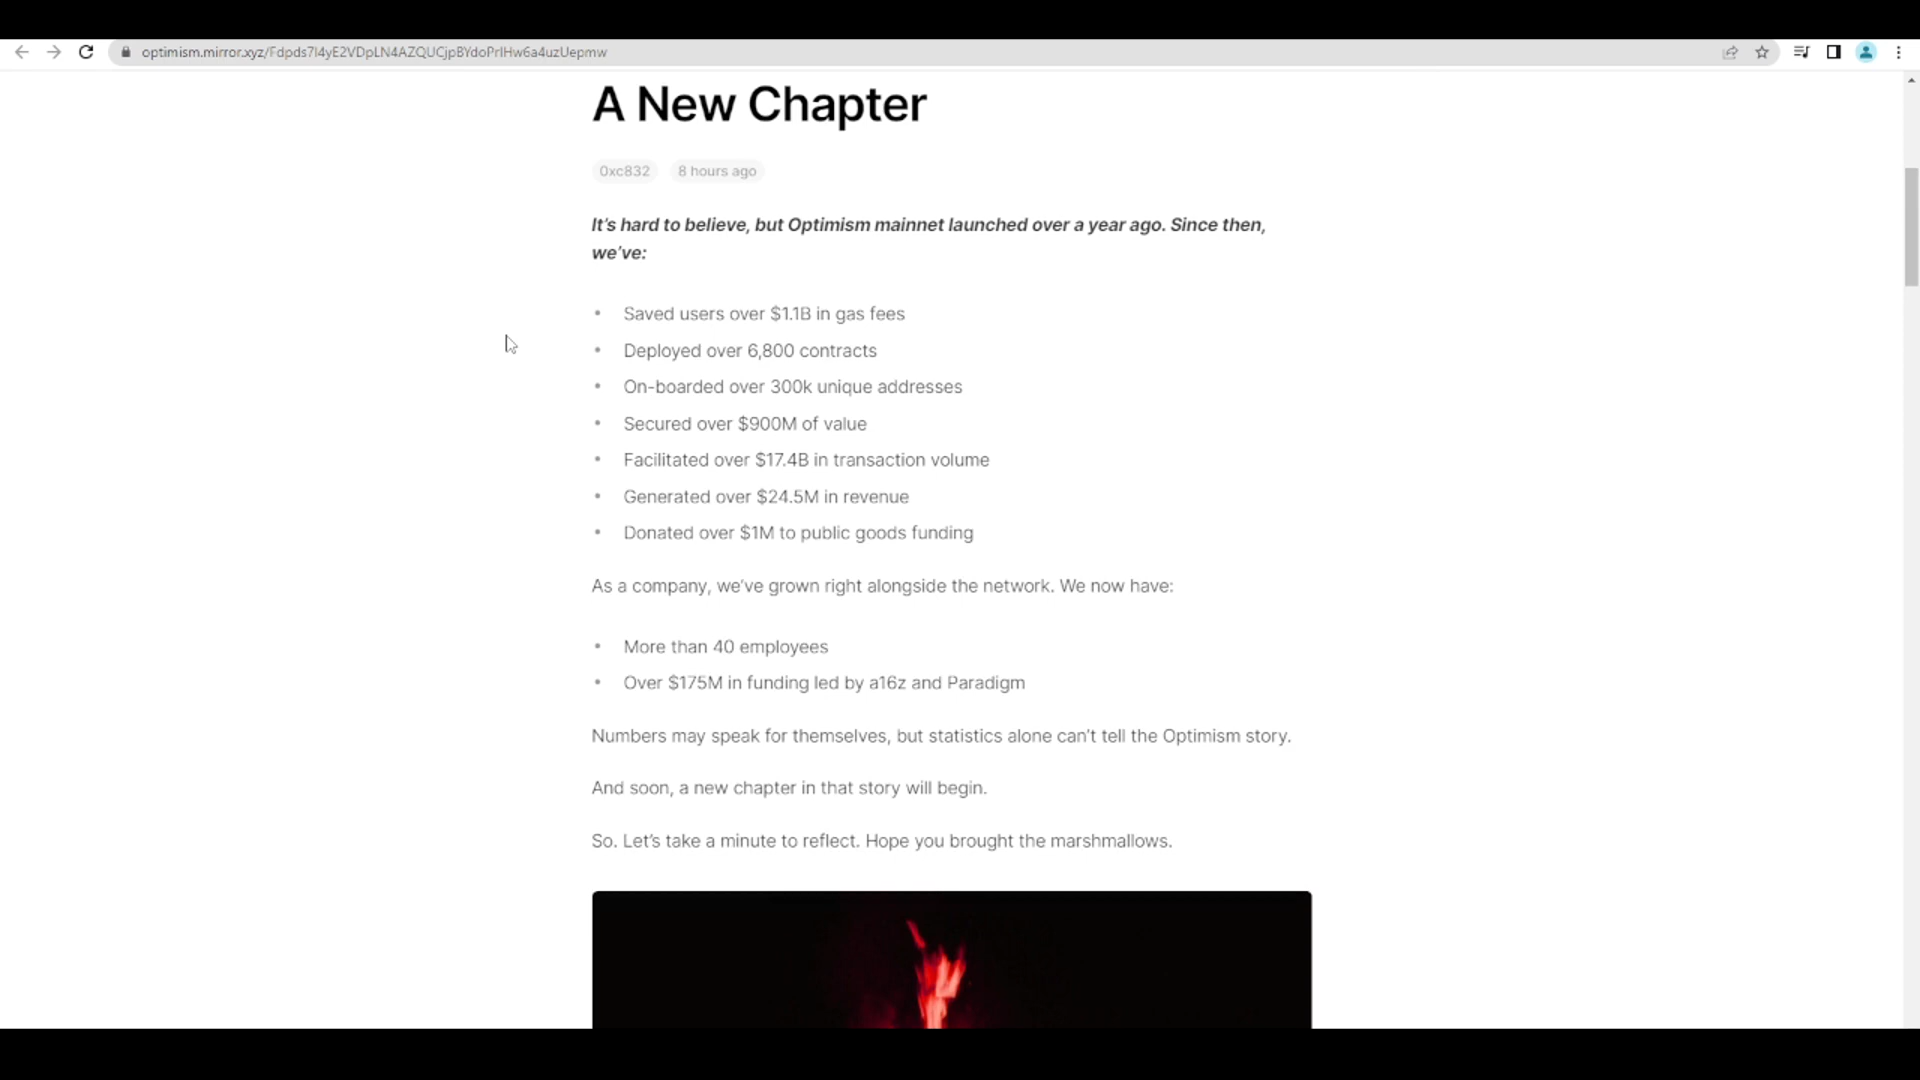 optimism.mirror.xyz/Fdpds7l4yE2VDpLN4AZQUCjpBYdoPrIHw6a4uzUepmw
A New Chapter
0xc832 8 hours ago
It's hard to believe, but Optimism mainnet launched over a year ago. Since then,
we've:
• Saved users over $1.1B in gas fees
• Deployed over 6,800 contracts
• On-boarded over 300k unique addresses
• Secured over $900M of value
• Facilitated over $17.4B in transaction volume
• Generated over $24.5M in revenue
• Donated over $1M to public goods funding
As a company, we've grown right alongside the network. We now have:
• More than 40 employees
• Over $175M in funding led by a16z and Paradigm
Numbers may speak for themselves, but statistics alone can't tell the Optimism story.
And soon, a new chapter in that story will begin.
So. Let's take a minute to reflect. Hope you brought the marshmallows.